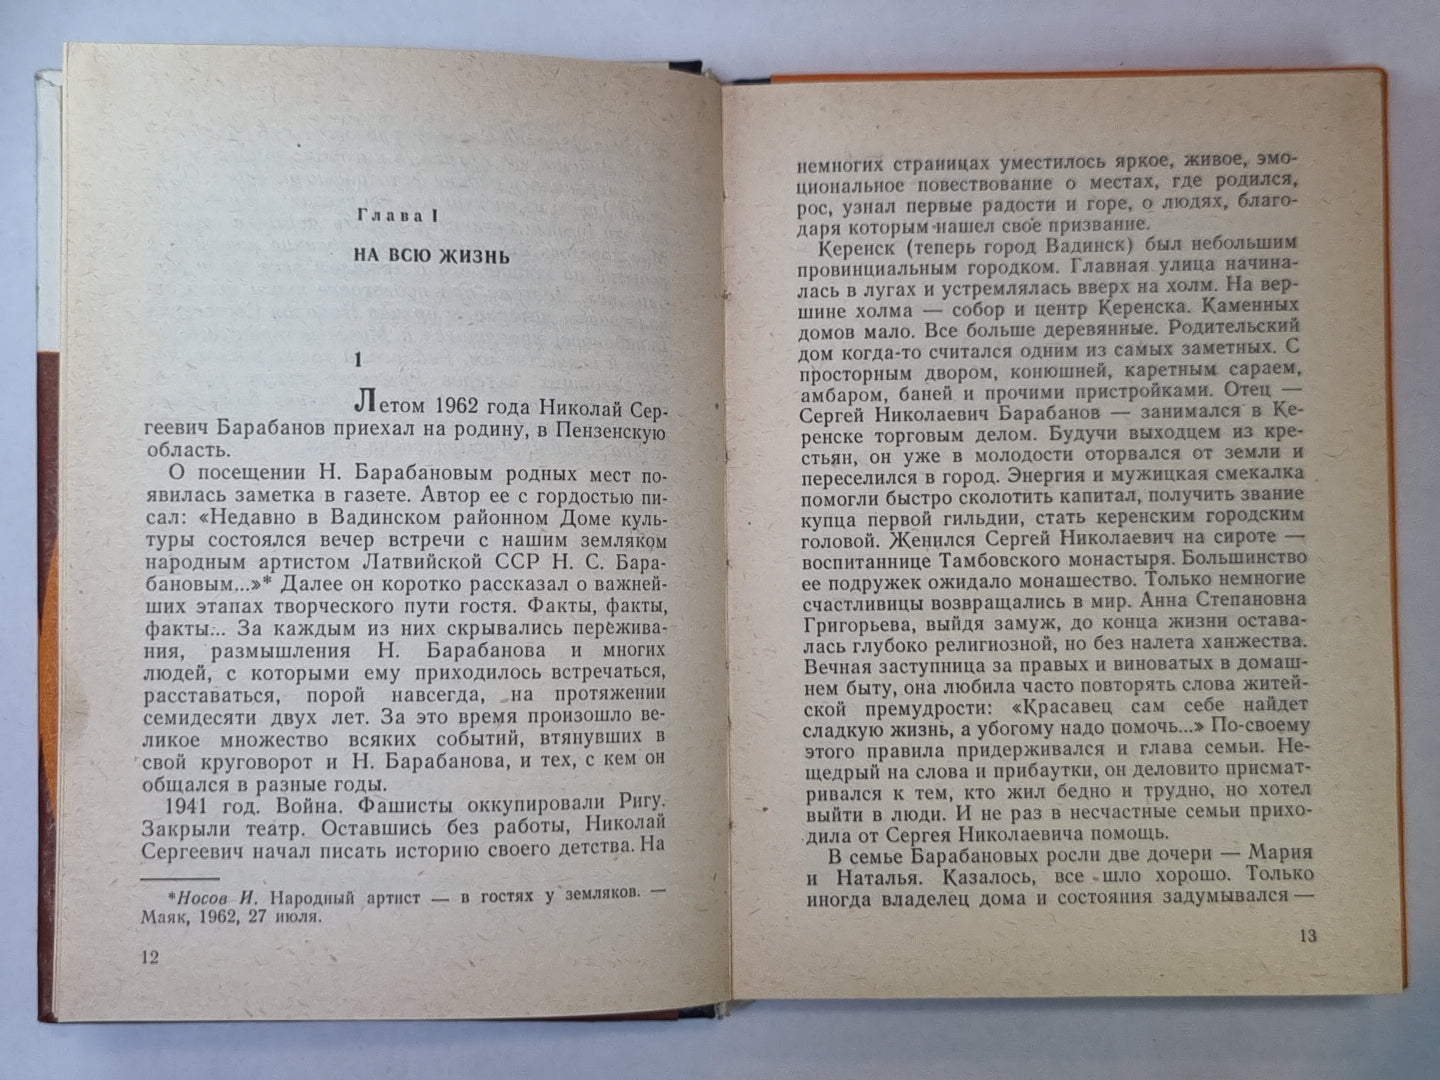 Глава I
НА ВСЮ ЖИЗНЬ
1
Летом 1962 года Николай Сер-
геевич Барабанов приехал на родину, в Пензенскую
область.
О посещении Н. Барабановым родных мест по-
явилась заметка в газете. Автор ее с гордостью пи-
сал: «Недавно в Вадинском районном Доме куль-
туры состоялся вечер встречи с нашим земляком
народным артистом Латвийской ССР Н. С. Бара-
бановым...»* Далее он коротко рассказал о важней-
ших этапах творческого пути гостя. Факты, факты,
факты... За каждым из них скрывались пережива-
ния, размышления Н. Барабанова и многих
людей, с которыми ему приходилось встречаться,
расставаться, порой навсегда, на протяжении
семидесяти двух лет. За это время произошло ве-
ликое множество всяких событий, втянувших в
свой круговорот и Н. Барабанова, и тех, с кем он
общался в разные годы.
1941 год. Война. Фашисты оккупировали Ригу.
Закрыли театр. Оставшись без работы, Николай
Сергеевич начал писать историю своего детства. На
*Носов И. Народный артист — в гостях у земляков. —
Маяк, 1962, 27 июля.
12
немногих страницах уместилось яркое, живое, эмо-
циональное повествование о местах, где родился,
рос, узнал первые радости и горе, о людях, благо-
даря которым нашел свое призвание.
Керенск (теперь город Вадинск) был небольшим
провинциальным городком. Главная улица начина-
лась в лугах и устремлялась вверх на холм. На вер-
шине холма — собор и центр Керенска. Каменных
домов мало. Все больше деревянные. Родительский
дом когда-то считался одним из самых заметных. С
просторным двором, конюшней, каретным сараем,
амбаром, баней и прочими пристройками. Отец —
Сергей Николаевич Барабанов — занимался в Ке-
ренске торговым делом. Будучи выходцем из кре-
стьян, он уже в молодости оторвался от земли и
переселился в город. Энергия и мужицкая смекалка
помогли быстро сколотить капитал, получить звание
купца первой гильдии, стать керенским городским
головой. Женился Сергей Николаевич на сироте —
воспитаннице Тамбовского монастыря. Большинство
ее подружек ожидало монашество. Только немногие
счастливицы возвращались в мир. Анна Степановна
Григорьева, выйдя замуж, до конца жизни остава-
лась глубоко религиозной, но без налета ханжества.
Вечная заступница за правых и виноватых в домаш-
нем быту, она любила часто повторять слова житей-
ской премудрости: «Красавец сам себе найдет
сладкую жизнь, а убогому надо помочь...» По-своему
этого правила придерживался и глава семьи. Не-
щедрый на слова и прибаутки, он деловито присмат-
ривался к тем, кто жил бедно и трудно, но хотел
выйти в люди. И не раз в несчастные семьи прихо-
дила от Сергея Николаевича помощь.
В семье Барабановых росли две дочери — Мария
и Наталья. Казалось, все шло хорошо. Только
иногда владелец дома и состояния задумывался —
13